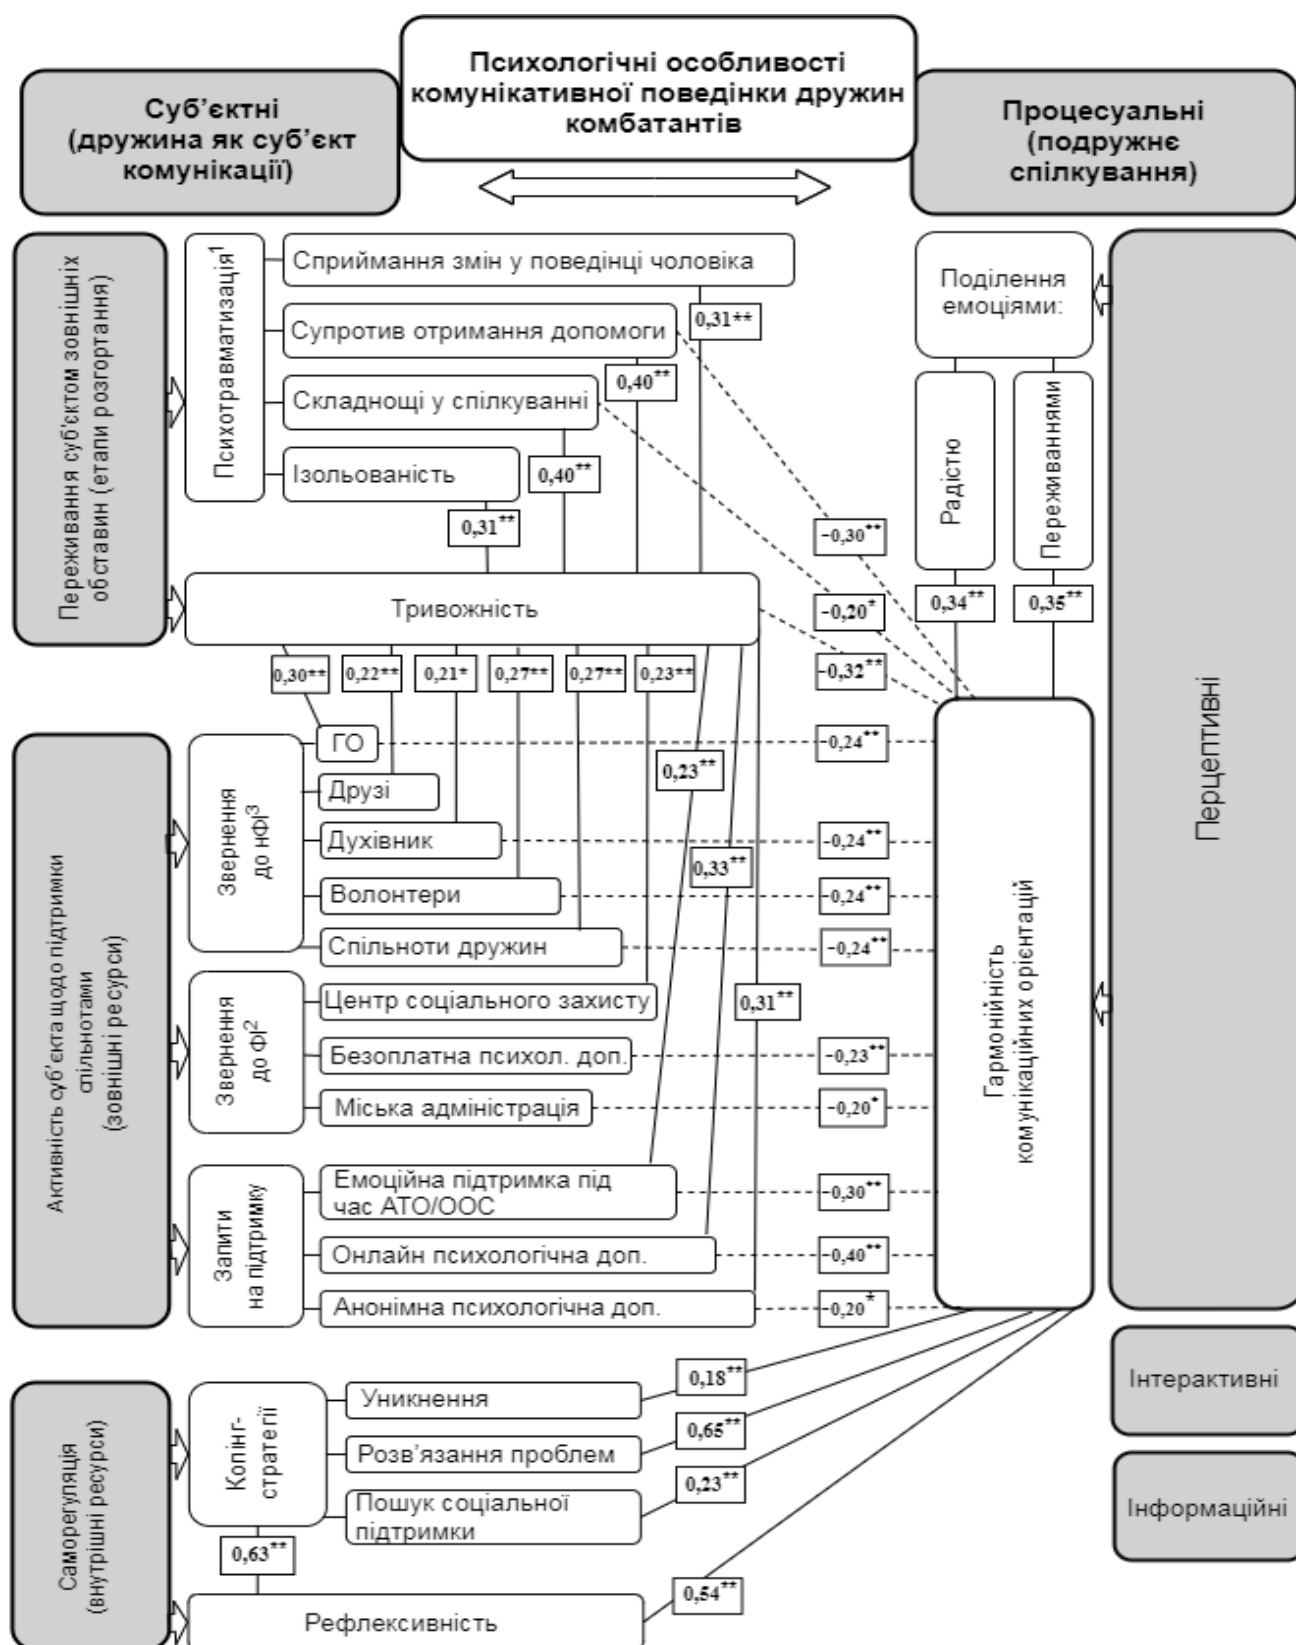 Психологічні особливості
комунікативної поведінки дружин
комбатантів
Суб’єктні
(дружина як суб’єкт
комунікації)
Процесуальні
(подружнє
спілкування)
Переживання суб'єктом зовнішніх
обставин (етапи розгортання)
Психотравматизація¹
Сприймання змін у поведінці чоловіка
0,31**
Супротив отримання допомоги
0,40**
Складнощі у спілкуванні
0,40**
Ізольованість
0,31**
Тривожність
−0,30**
−0,20*
−0,32**
Поділення
емоціями:
Радістю
Переживаннями
0,34**
0,35**
Перцептивні
0,30**
0,22**
0,21*
0,27**
0,27**
0,23**
0,23**
0,33**
0,31**
Активність суб’єкта щодо підтримки
спільнотами
(зовнішні ресурси)
Звернення
до нФІ³
ГО
−0,24**
Друзі
Духівник
−0,24**
Волонтери
−0,24**
Спільноти дружин
−0,24**
Звернення
до ФІ²
Центр соціального захисту
Безоплатна психол. доп.
−0,23**
Міська адміністрація
−0,20*
Запити
на підтримку
Емоційна підтримка під
час АТО/ООС
−0,30**
Онлайн психологічна доп.
−0,40**
Анонімна психологічна доп.
−0,20*
Гармонійність
комунікаційних орієнтацій
Інтерактивні
Інформаційні
Саморегуляція
(внутрішні ресурси)
Копінг-
стратегії
Уникнення
0,18**
Розв’язання проблем
0,65**
Пошук соціальної
підтримки
0,23**
0,63**
Рефлексивність
0,54**